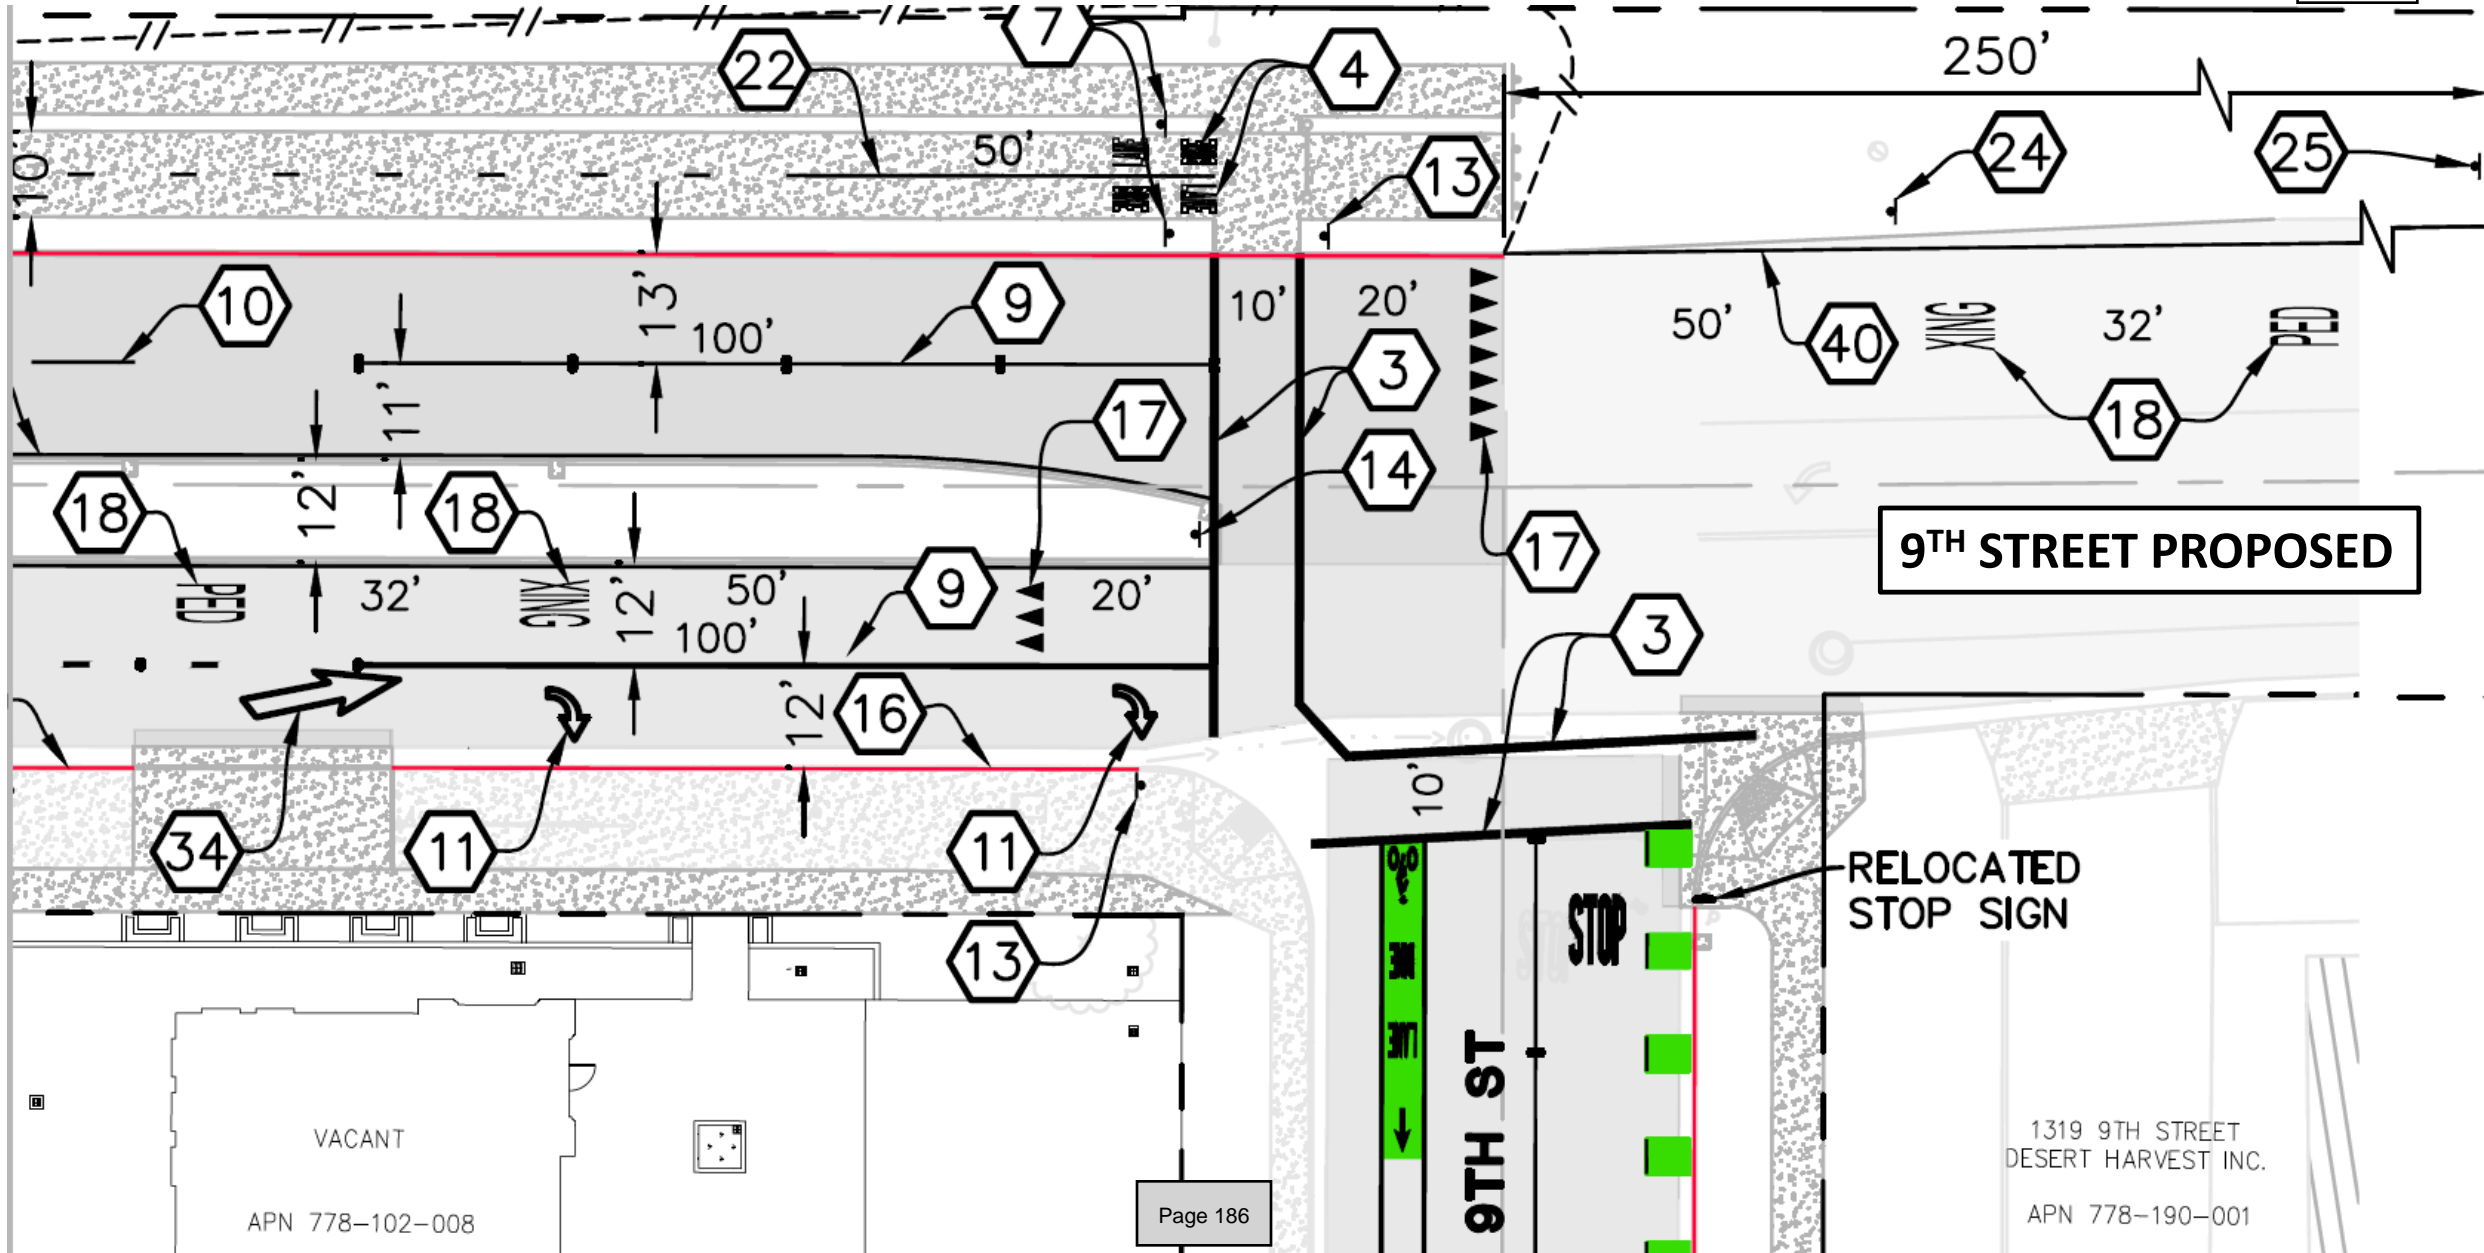 7
22
4
250'
50'
13
24
25
10'
10
13'
9
10'
20'
100'
50'
XING
32'
PED
40
3
11'
17
18
14
12'
18
18
17
9TH STREET PROPOSED
PED
32'
XING
12'
50'
9
20'
100'
3
12'
16
10'
34
11
11
RELOCATED
STOP SIGN
STOP
BIKE
LANE
13
9TH ST
VACANT
APN 778-102-008
Page 186
1319 9TH STREET
DESERT HARVEST INC.
APN 778-190-001